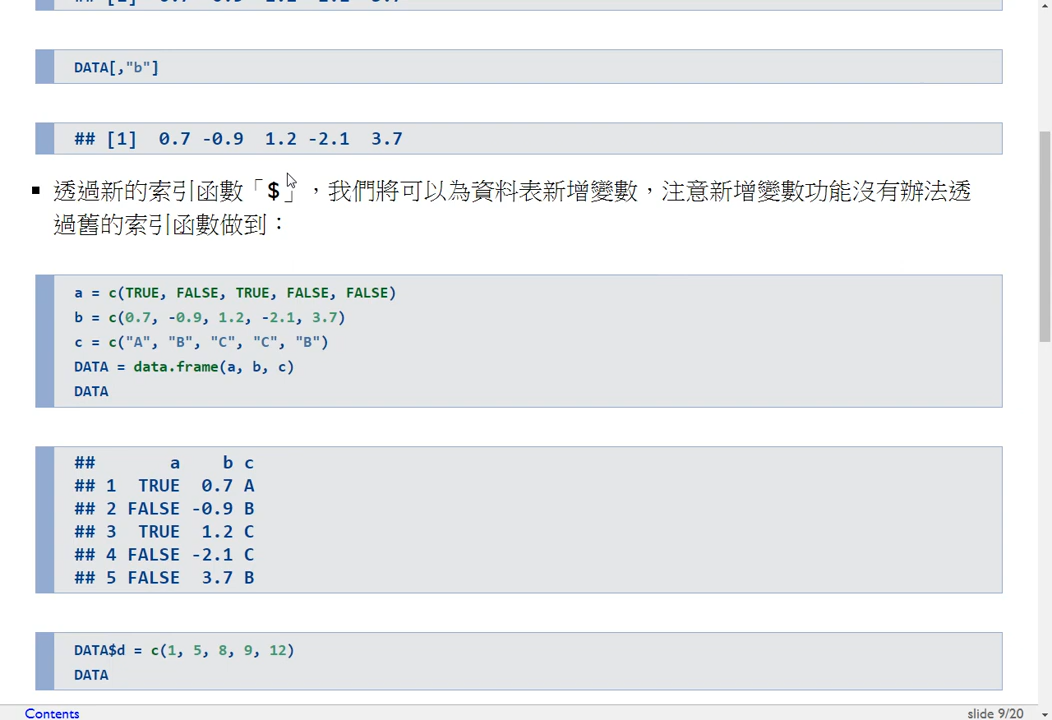 DATA[,"b"]
## [1]  0.7 -0.9  1.2 -2.1  3.7
透過新的索引函數「$」，我們將可以為資料表新增變數，注意新增變數功能沒有辦法透
過舊的索引函數做到：
a = c(TRUE, FALSE, TRUE, FALSE, FALSE)
b = c(0.7, -0.9, 1.2, -2.1, 3.7)
c = c("A", "B", "C", "C", "B")
DATA = data.frame(a, b, c)
DATA
##       a    b c
## 1  TRUE  0.7 A
## 2 FALSE -0.9 B
## 3  TRUE  1.2 C
## 4 FALSE -2.1 C
## 5 FALSE  3.7 B
DATA$d = c(1, 5, 8, 9, 12)
DATA
Contents
slide 9/20